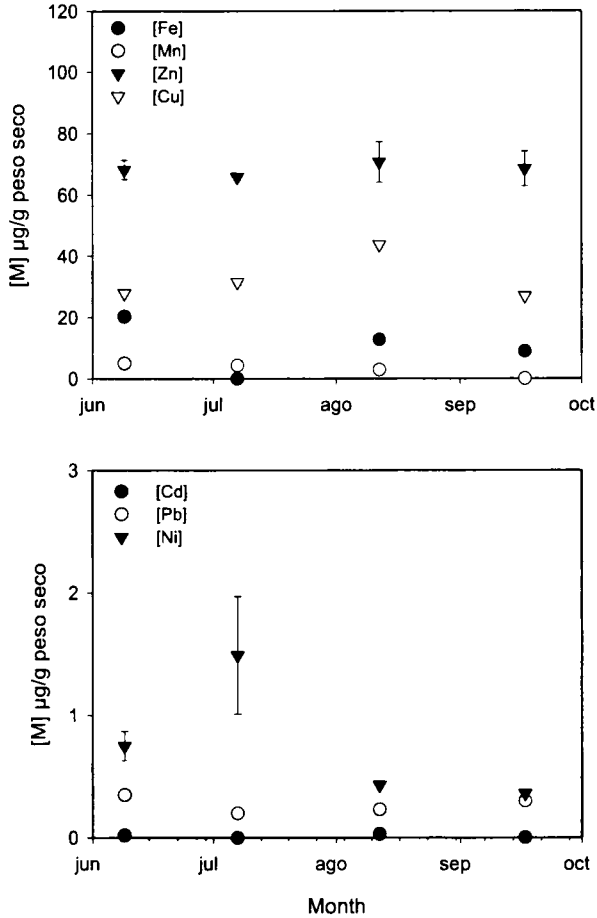 120
100
80
60
40
20
0
[M] µg/g peso seco
[Fe]
[Mn]
[Zn]
[Cu]
jun jul ago sep oct
3
2
1
0
[M] µg/g peso seco
[Cd]
[Pb]
[Ni]
jun jul ago sep oct
Month